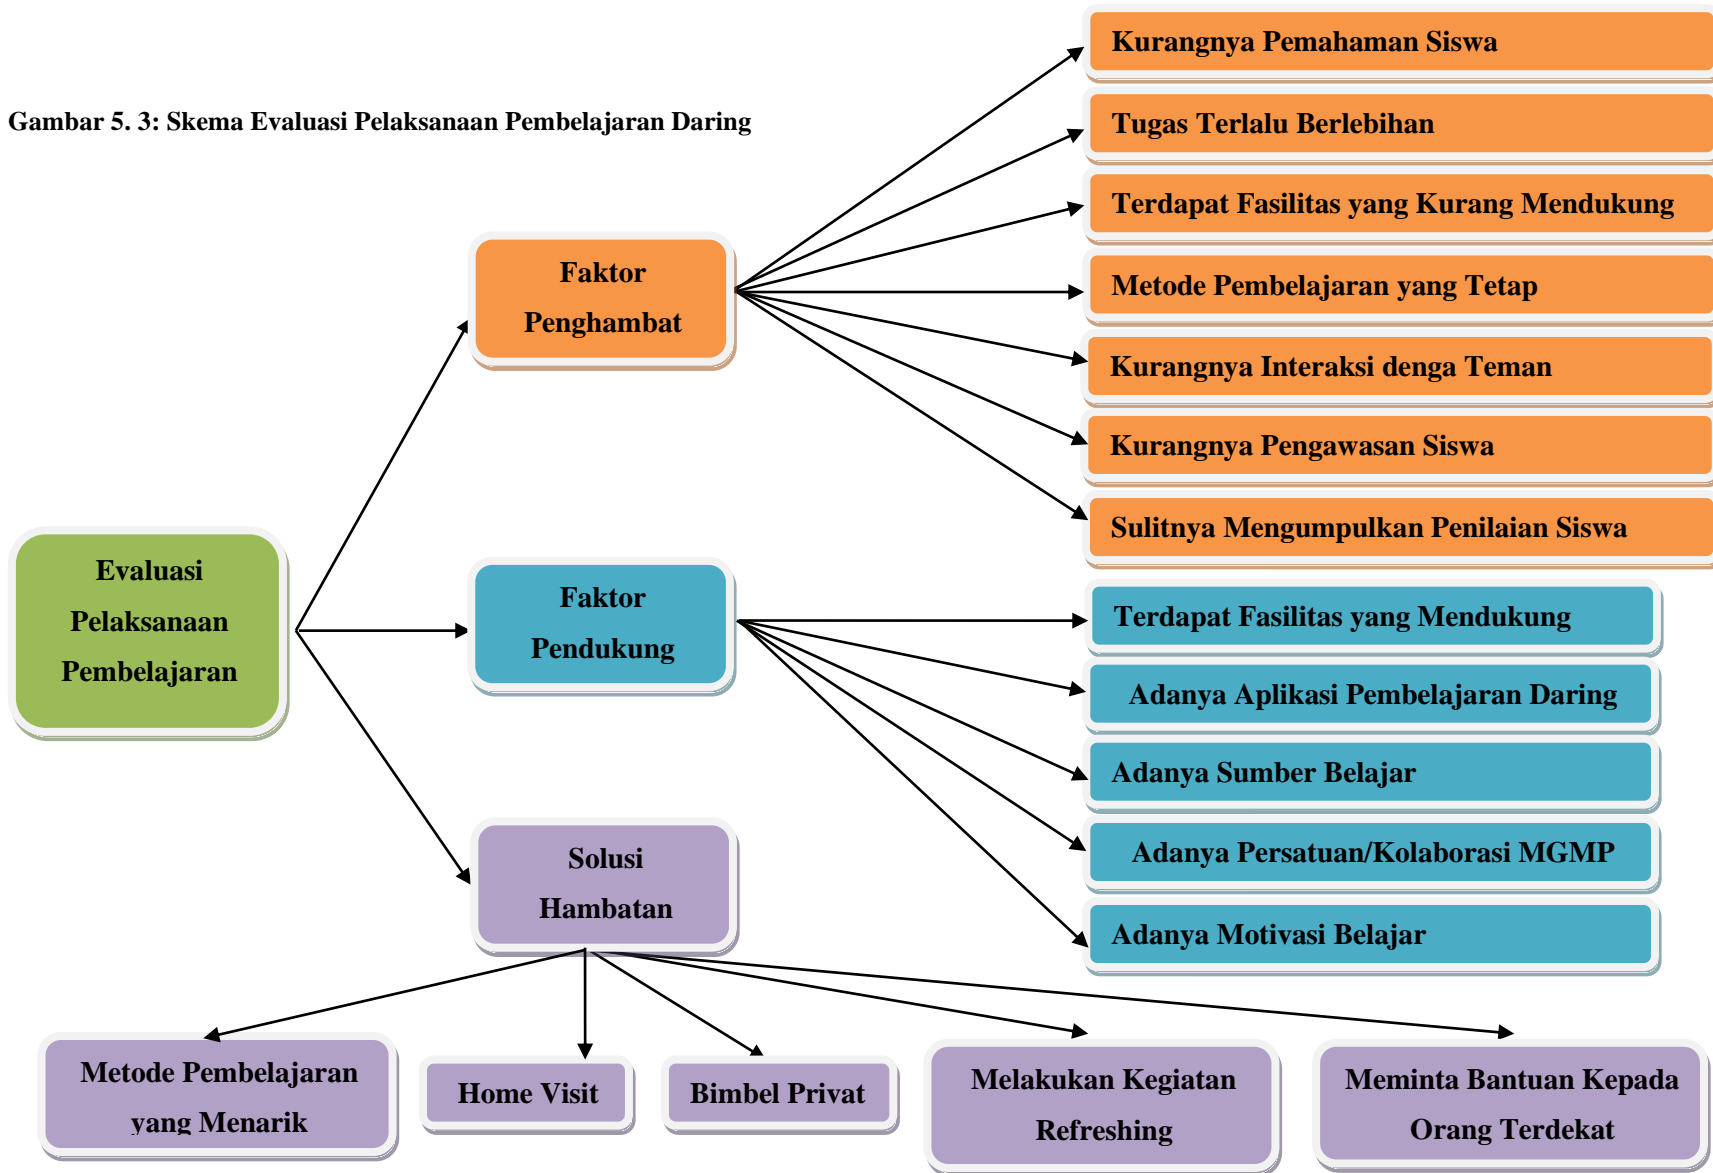 Gambar 5. 3: Skema Evaluasi Pelaksanaan Pembelajaran Daring
Evaluasi
Pelaksanaan
Pembelajaran
Faktor
Penghambat
Kurangnya Pemahaman Siswa
Tugas Terlalu Berlebihan
Terdapat Fasilitas yang Kurang Mendukung
Metode Pembelajaran yang Tetap
Kurangnya Interaksi denga Teman
Kurangnya Pengawasan Siswa
Sulitnya Mengumpulkan Penilaian Siswa
Faktor
Pendukung
Terdapat Fasilitas yang Mendukung
Adanya Aplikasi Pembelajaran Daring
Adanya Sumber Belajar
Adanya Persatuan/Kolaborasi MGMP
Adanya Motivasi Belajar
Solusi
Hambatan
Metode Pembelajaran
yang Menarik
Home Visit
Bimbel Privat
Melakukan Kegiatan
Refreshing
Meminta Bantuan Kepada
Orang Terdekat